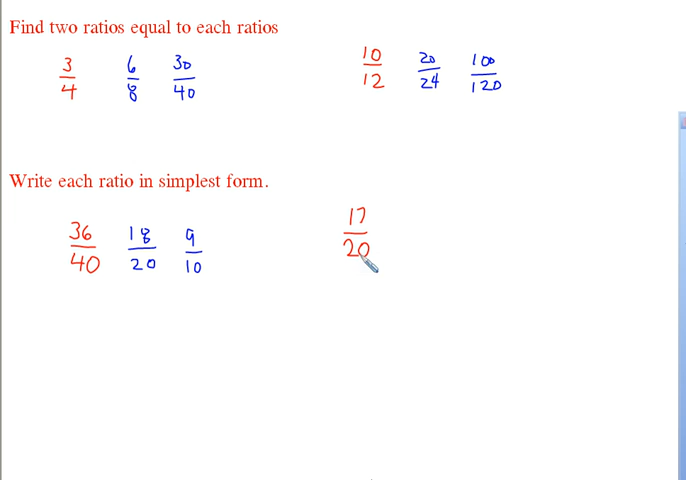 Find two ratios equal to each ratios
3/4 6/8 30/40 10/12 20/24 100/120
Write each ratio in simplest form.
36/40 18/20 9/10 17/20